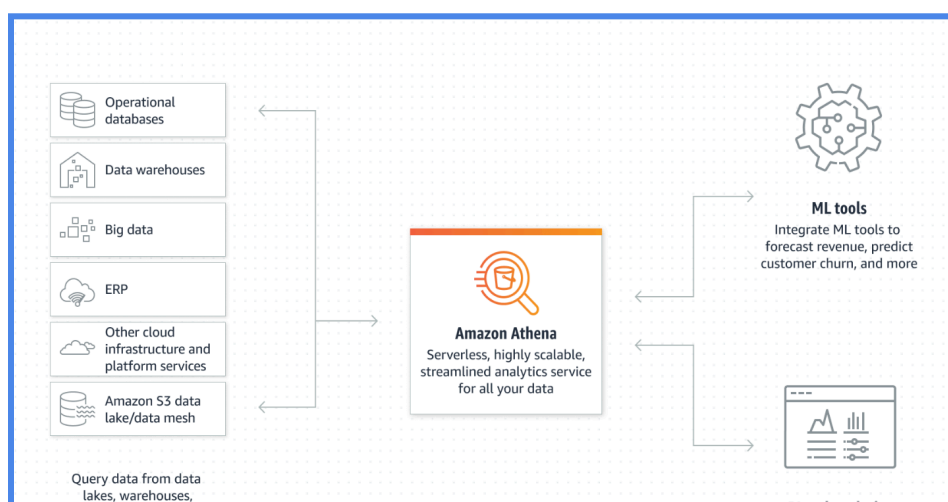 Operational
databases
Data warehouses
Big data
ERP
Other cloud
infrastructure and
platform services
Amazon S3 data
lake/data mesh
Query data from data
lakes, warehouses,
Amazon Athena
Serverless, highly scalable,
streamlined analytics service
for all your data
ML tools
Integrate ML tools to
forecast revenue, predict
customer churn, and more